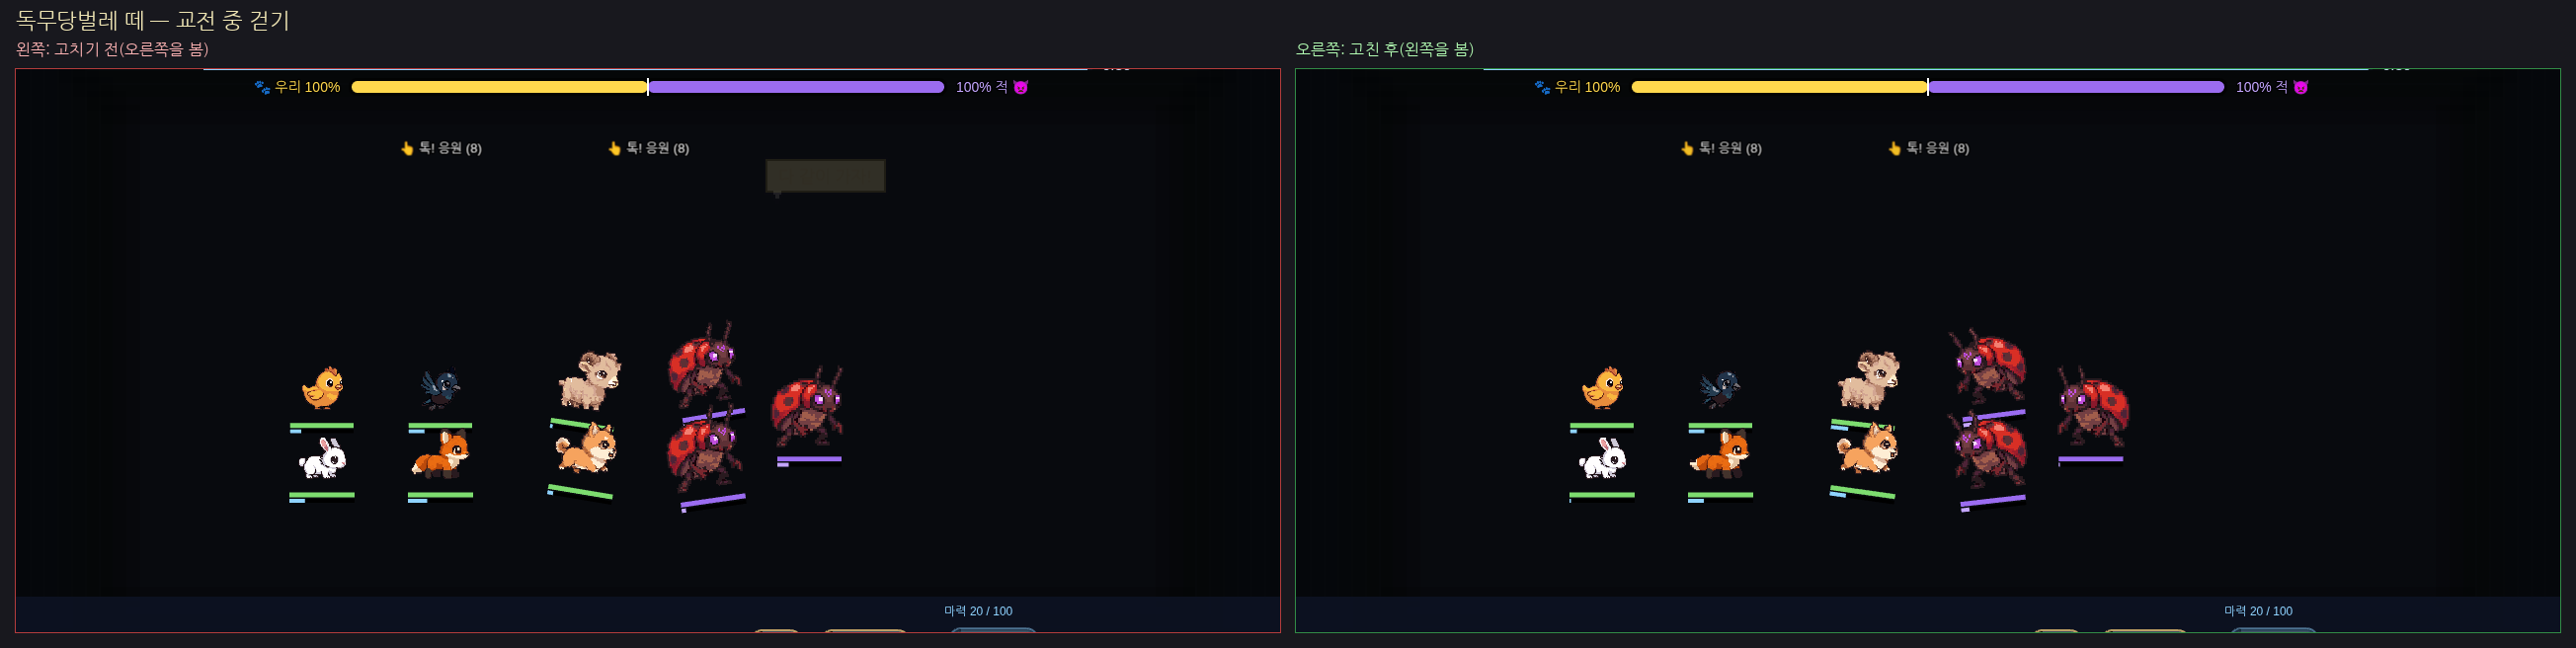 독무당벌레 떼 — 교전 중 걷기
왼쪽: 고치기 전(오른쪽을 봄)
오른쪽: 고친 후(왼쪽을 봄)
우리 100%
100% 적
톡! 응원 (8)
톡! 응원 (8)
마력 20 / 100
우리 100%
100% 적
톡! 응원 (8)
톡! 응원 (8)
마력 20 / 100